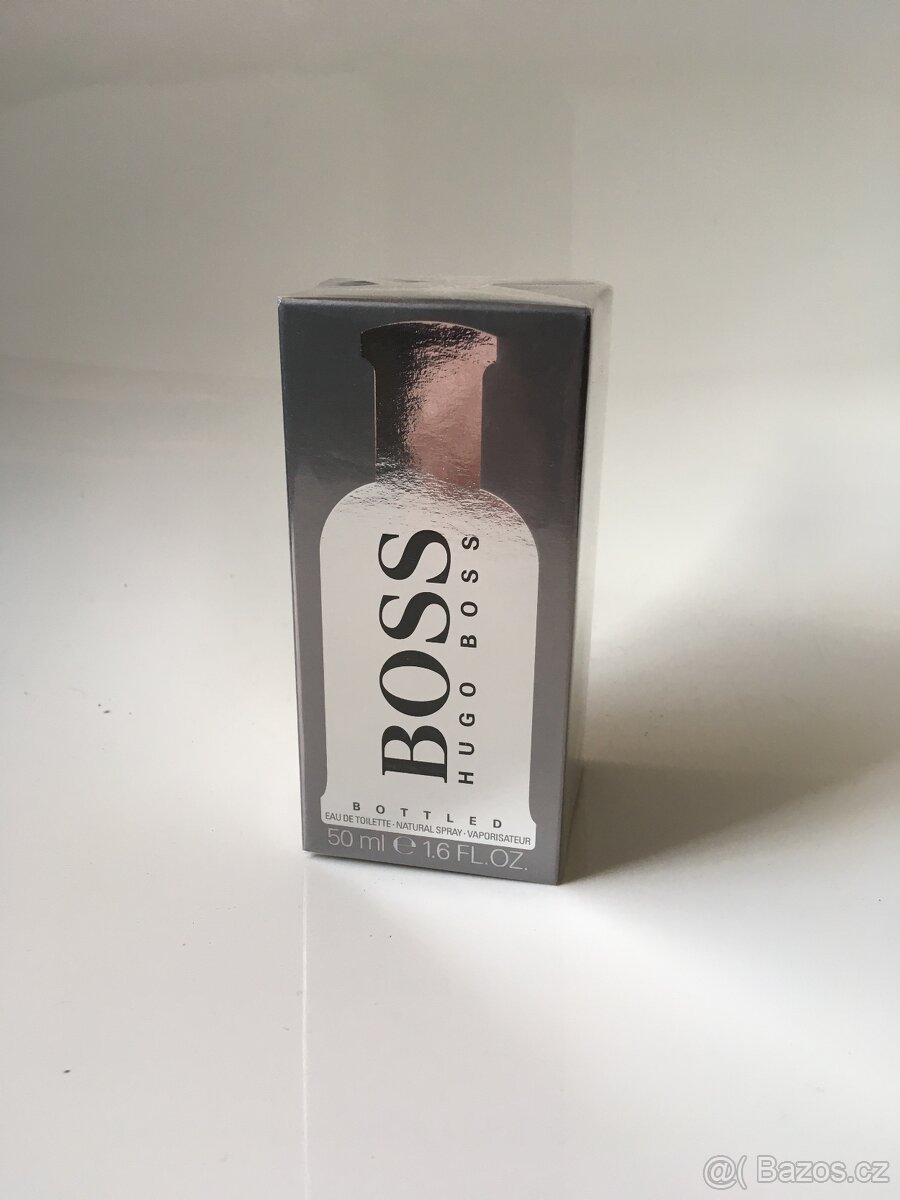 BOSS
HUGO BOSS
BOTTLED
EAU DE TOILETTE · NATURAL SPRAY · VAPORISATEUR
50 ml ℮ 1.6 FL.OZ.
@( Bazos.cz